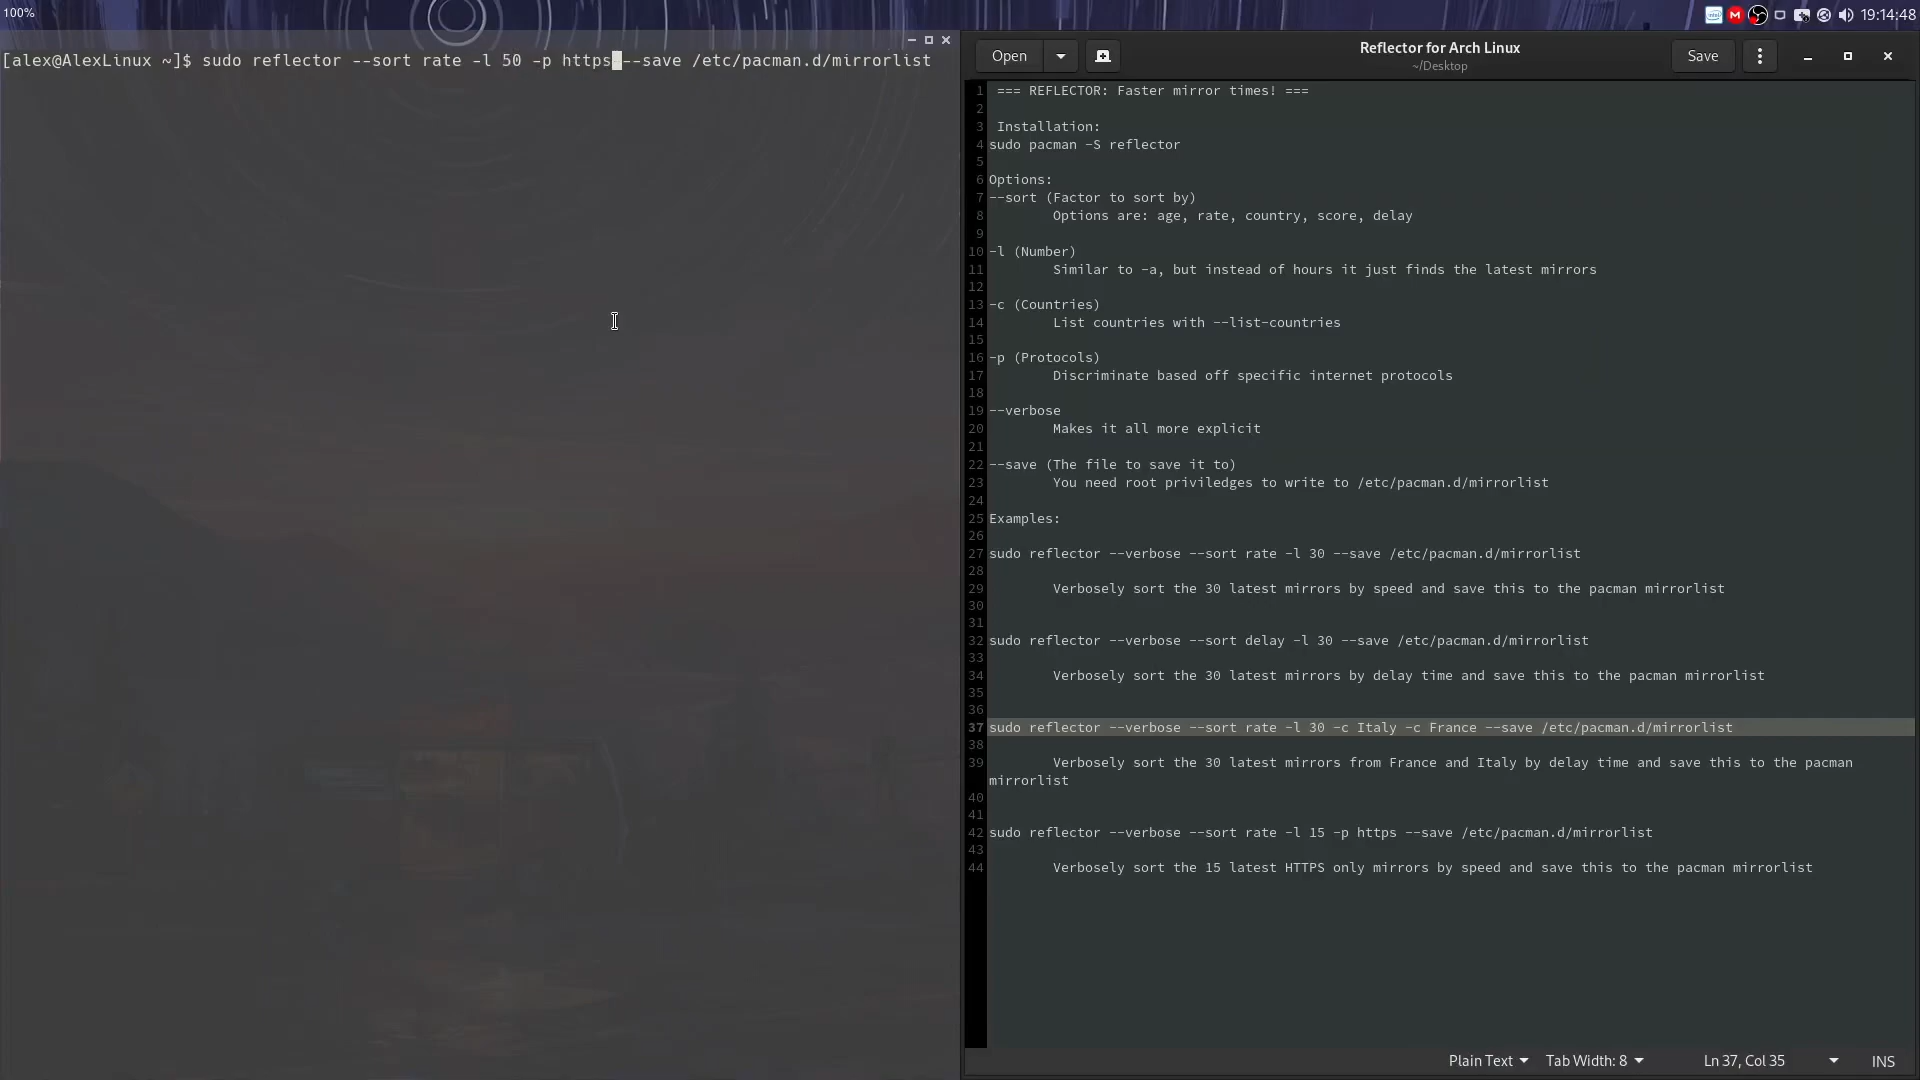 100%
19:14:48
[alex@AlexLinux ~]$ sudo reflector --sort rate -l 50 -p https --save /etc/pacman.d/mirrorlist
Open
Reflector for Arch Linux
~/Desktop
Save
1 === REFLECTOR: Faster mirror times! ===
2
3 Installation:
4 sudo pacman -S reflector
5
6 Options:
7 --sort (Factor to sort by)
8 Options are: age, rate, country, score, delay
9
10 -l (Number)
11 Similar to -a, but instead of hours it just finds the latest mirrors
12
13 -c (Countries)
14 List countries with --list-countries
15
16 -p (Protocols)
17 Discriminate based off specific internet protocols
18
19 --verbose
20 Makes it all more explicit
21
22 --save (The file to save it to)
23 You need root priviledges to write to /etc/pacman.d/mirrorlist
24
25 Examples:
26
27 sudo reflector --verbose --sort rate -l 30 --save /etc/pacman.d/mirrorlist
28
29 Verbosely sort the 30 latest mirrors by speed and save this to the pacman mirrorlist
30
31
32 sudo reflector --verbose --sort delay -l 30 --save /etc/pacman.d/mirrorlist
33
34 Verbosely sort the 30 latest mirrors by delay time and save this to the pacman mirrorlist
35
36
37 sudo reflector --verbose --sort rate -l 30 -c Italy -c France --save /etc/pacman.d/mirrorlist
38
39 Verbosely sort the 30 latest mirrors from France and Italy by delay time and save this to the pacman
mirrorlist
40
41
42 sudo reflector --verbose --sort rate -l 15 -p https --save /etc/pacman.d/mirrorlist
43
44 Verbosely sort the 15 latest HTTPS only mirrors by speed and save this to the pacman mirrorlist
Plain Text
Tab Width: 8
Ln 37, Col 35
INS